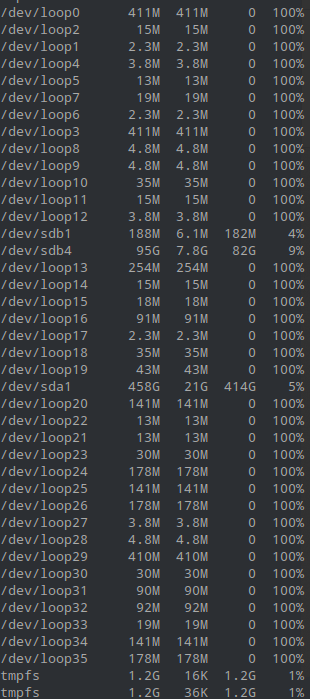 /dev/loop0 411M 411M 0 100%
/dev/loop2 15M 15M 0 100%
/dev/loop1 2.3M 2.3M 0 100%
/dev/loop4 3.8M 3.8M 0 100%
/dev/loop5 13M 13M 0 100%
/dev/loop7 19M 19M 0 100%
/dev/loop6 2.3M 2.3M 0 100%
/dev/loop3 411M 411M 0 100%
/dev/loop8 4.8M 4.8M 0 100%
/dev/loop9 4.8M 4.8M 0 100%
/dev/loop10 35M 35M 0 100%
/dev/loop11 15M 15M 0 100%
/dev/loop12 3.8M 3.8M 0 100%
/dev/sdb1 188M 6.1M 182M 4%
/dev/sdb4 95G 7.8G 82G 9%
/dev/loop13 254M 254M 0 100%
/dev/loop14 15M 15M 0 100%
/dev/loop15 18M 18M 0 100%
/dev/loop16 91M 91M 0 100%
/dev/loop17 2.3M 2.3M 0 100%
/dev/loop18 35M 35M 0 100%
/dev/loop19 43M 43M 0 100%
/dev/sda1 458G 21G 414G 5%
/dev/loop20 141M 141M 0 100%
/dev/loop22 13M 13M 0 100%
/dev/loop21 13M 13M 0 100%
/dev/loop23 30M 30M 0 100%
/dev/loop24 178M 178M 0 100%
/dev/loop25 141M 141M 0 100%
/dev/loop26 178M 178M 0 100%
/dev/loop27 3.8M 3.8M 0 100%
/dev/loop28 4.8M 4.8M 0 100%
/dev/loop29 410M 410M 0 100%
/dev/loop30 30M 30M 0 100%
/dev/loop31 90M 90M 0 100%
/dev/loop32 92M 92M 0 100%
/dev/loop33 19M 19M 0 100%
/dev/loop34 141M 141M 0 100%
/dev/loop35 178M 178M 0 100%
tmpfs 1.2G 16K 1.2G 1%
tmpfs 1.2G 36K 1.2G 1%